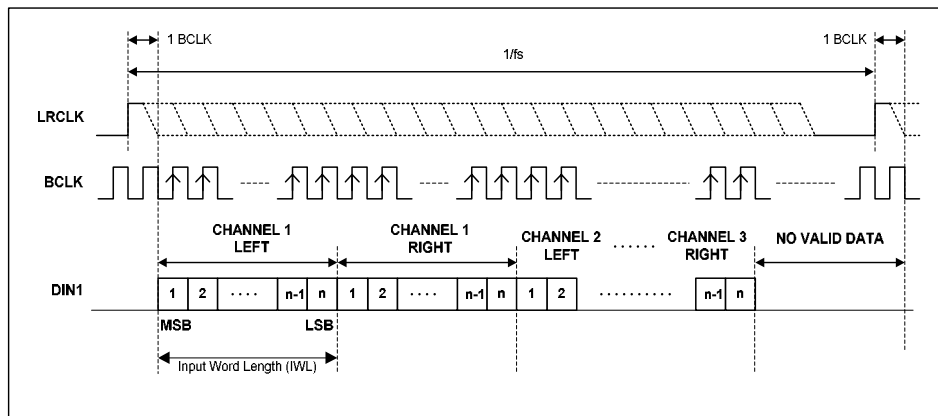 1 BCLK
1 BCLK
1/fs
LRCLK
BCLK
CHANNEL 1
LEFT
CHANNEL 1
RIGHT
CHANNEL 2
LEFT
CHANNEL 3
RIGHT
NO VALID DATA
DIN1
1 2 n-1 n 1 2 n-1 n 1 2 n-1 n
MSB LSB
Input Word Length (IWL)